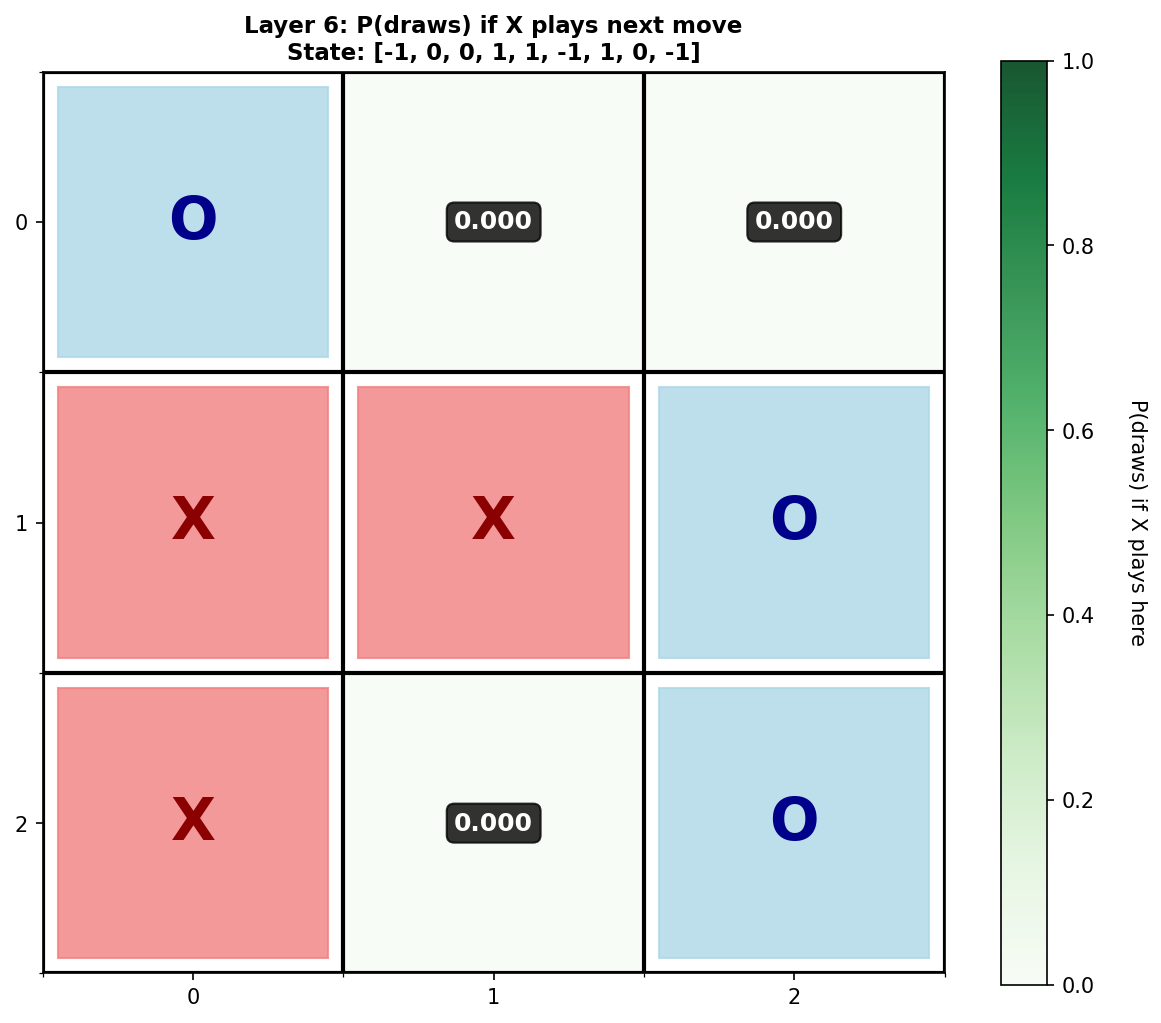 Layer 6: P(draws) if X plays next move
State: [-1, 0, 0, 1, 1, -1, 1, 0, -1]
0
O
0.000
0.000
1
X
X
O
2
X
0.000
O
0
1
2
1.0
0.8
0.6
0.4
0.2
0.0
P(draws) if X plays here